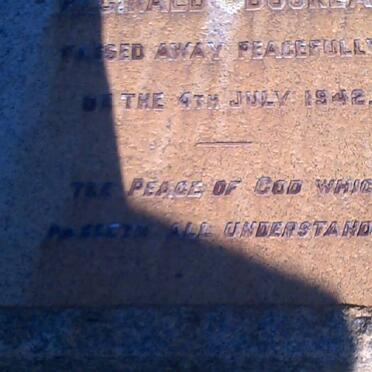 PASSED AWAY PEACEFULLY
ON THE 4TH JULY 1942.
THE PEACE OF GOD WHIC
PASSETH ALL UNDERSTAND